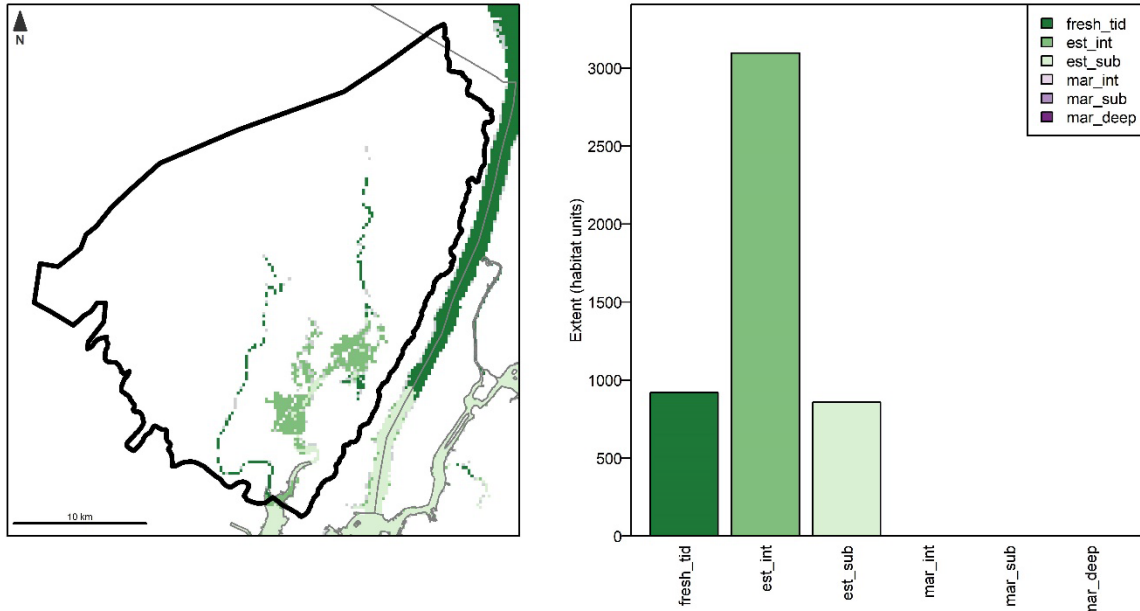 N
10 km
Extent (habitat units)
3000
2500
2000
1500
1000
500
0
fresh_tid
est_int
est_sub
mar_int
mar_sub
mar_deep
fresh_tid
est_int
est_sub
mar_int
mar_sub
mar_deep